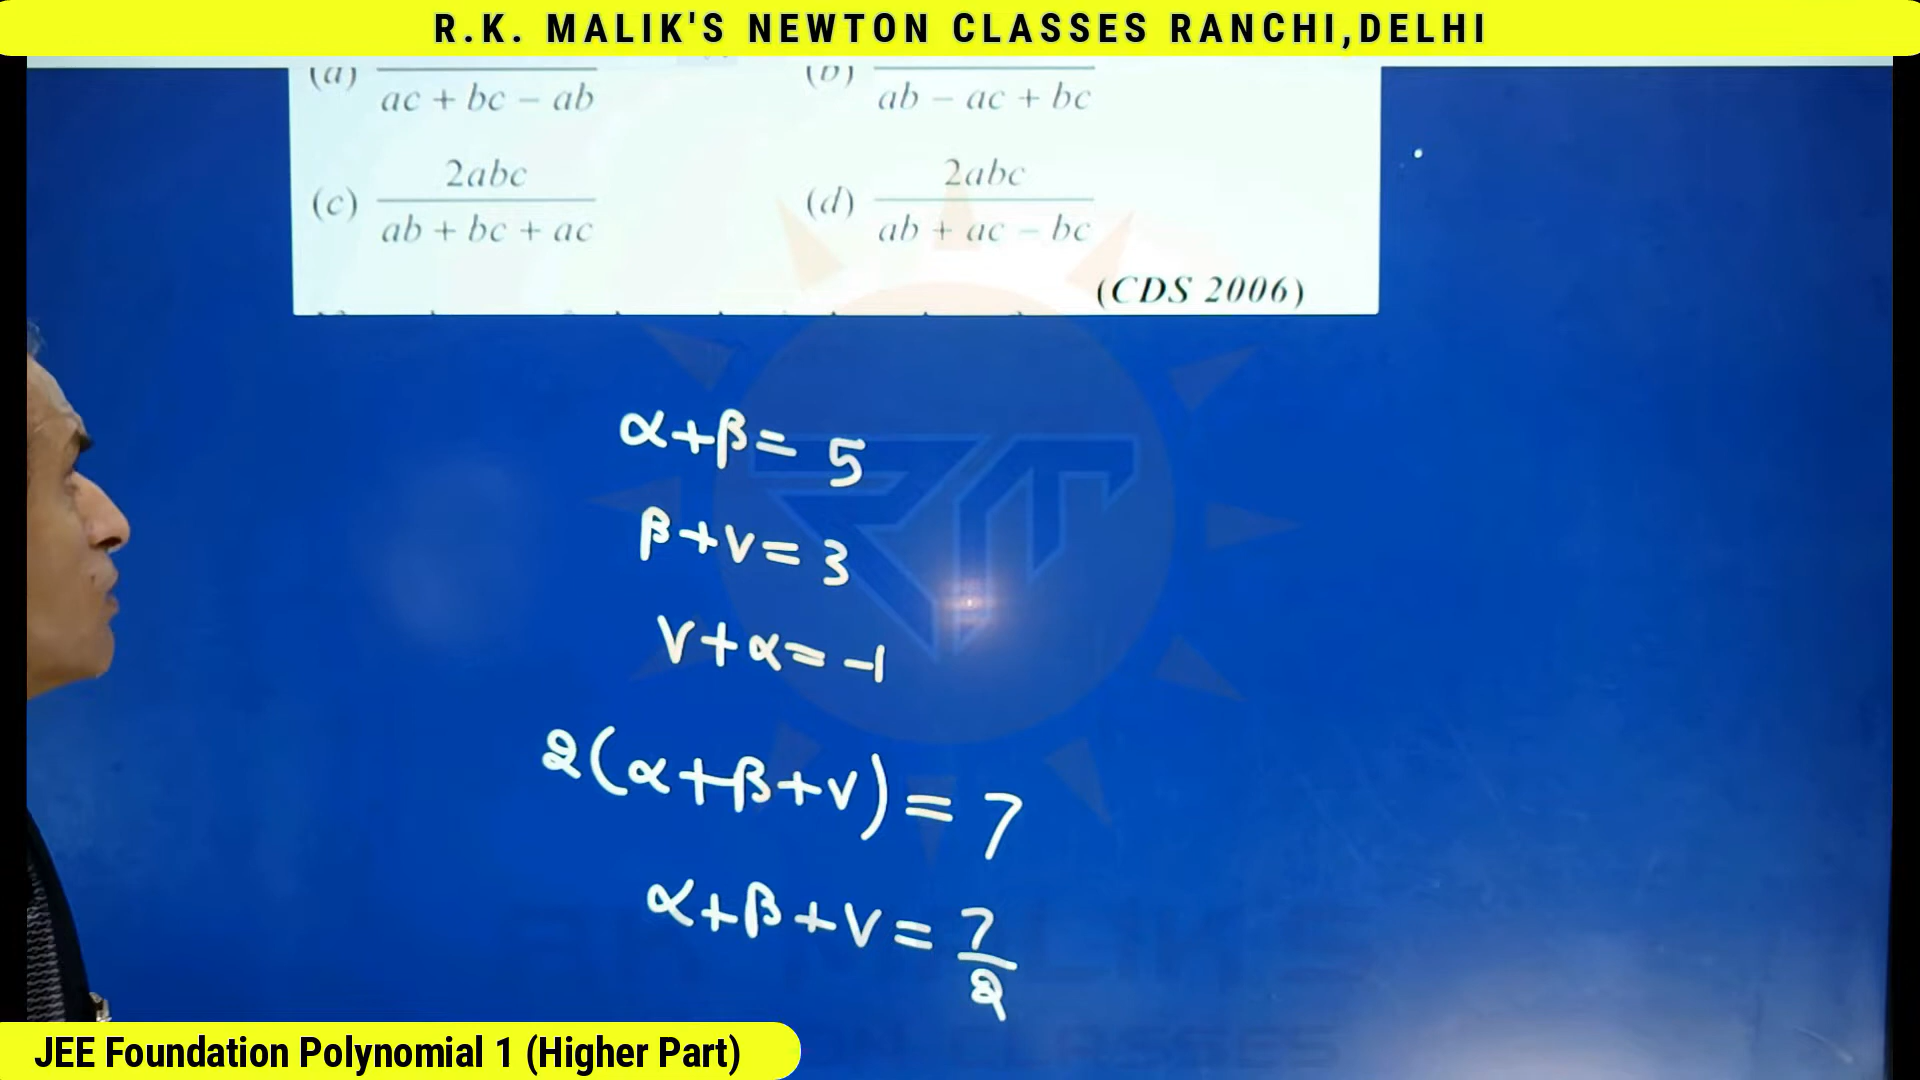 R.K. MALIK'S NEWTON CLASSES RANCHI,DELHI
(a) ac + bc – ab (b) ab – ac + bc
(c) 2abc / ab + bc + ac (d) 2abc / ab + ac – bc
(CDS 2006)
α+β= 5
β+γ= 3
γ+α= -1
2(α+β+γ) = 7
α+β+γ = 7/2
JEE Foundation Polynomial 1 (Higher Part)